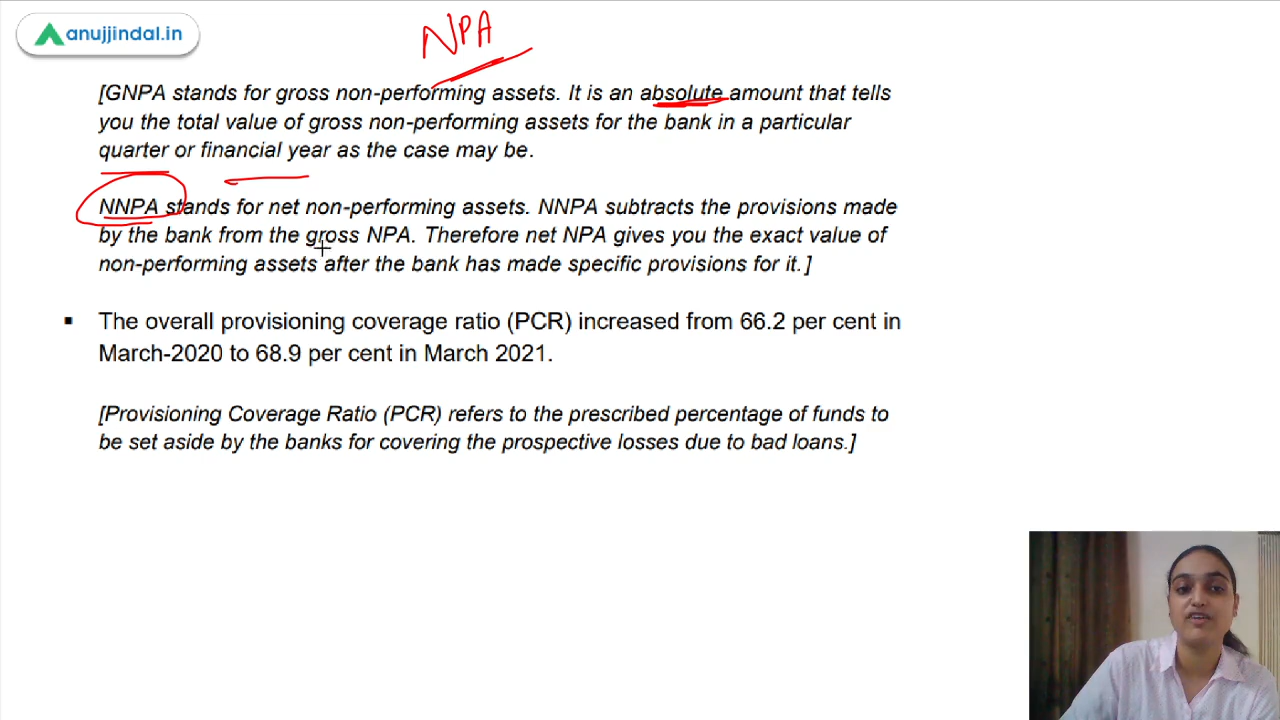 anujjindal.in
NPA
[GNPA stands for gross non-performing assets. It is an absolute amount that tells
you the total value of gross non-performing assets for the bank in a particular
quarter or financial year as the case may be.
NNPA stands for net non-performing assets. NNPA subtracts the provisions made
by the bank from the gross NPA. Therefore net NPA gives you the exact value of
non-performing assets after the bank has made specific provisions for it.]
▪ The overall provisioning coverage ratio (PCR) increased from 66.2 per cent in
March-2020 to 68.9 per cent in March 2021.
[Provisioning Coverage Ratio (PCR) refers to the prescribed percentage of funds to
be set aside by the banks for covering the prospective losses due to bad loans.]